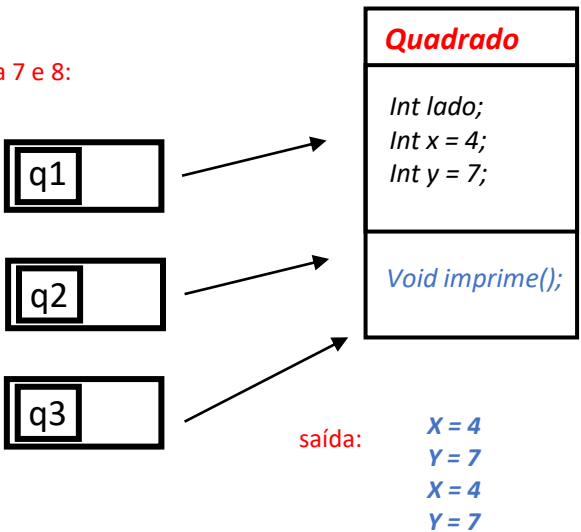 Quadrado
a 7 e 8:
Int lado;
Int x = 4;
Int y = 7;
q1
Void imprime();
q2
q3
saída:
X = 4
Y = 7
X = 4
Y = 7